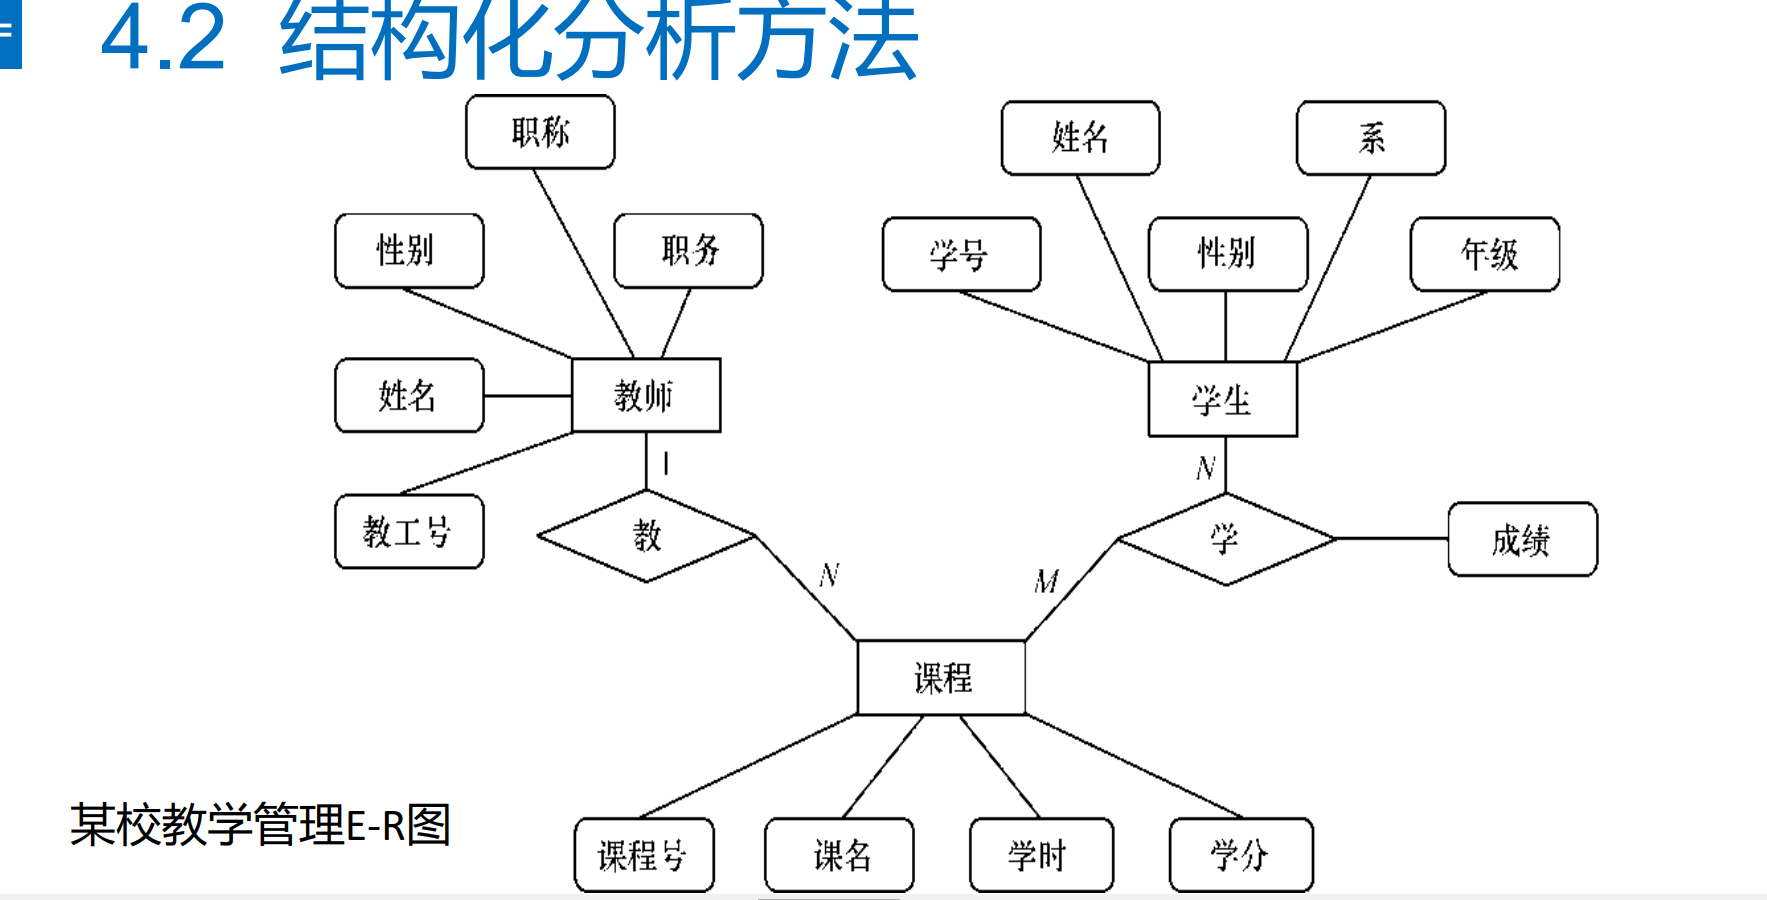 4.2 结构化分析方法
职称
姓名
系
性别
职务
学号
性别
年级
姓名
教师
学生
1
N
教工号
教
学
成绩
N
M
课程
某校教学管理E-R图
课程号
课名
学时
学分